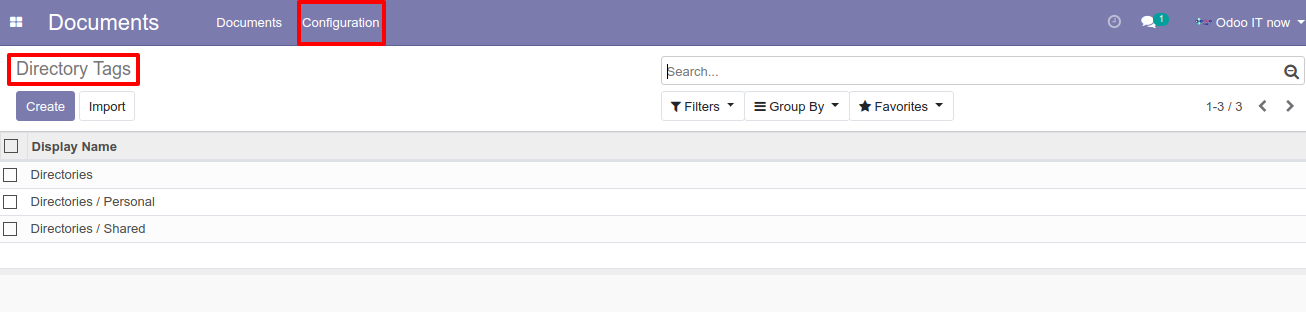 Documents Documents Configuration 1 Odoo IT now
Directory Tags Search...
Create Import Filters Group By Favorites 1-3 / 3
Display Name
Directories
Directories / Personal
Directories / Shared